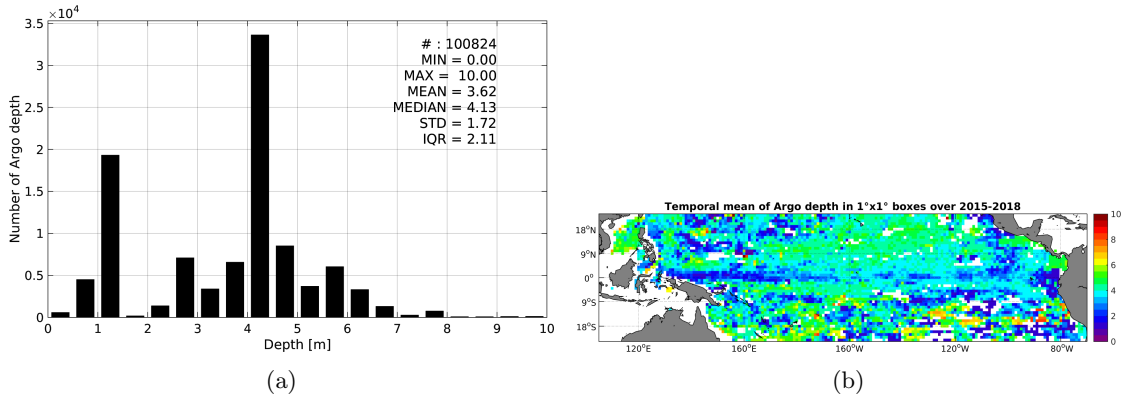 ×10⁴
3.5
3
2.5
2
1.5
1
0.5
0
Number of Argo depth
# : 100824
MIN = 0.00
MAX = 10.00
MEAN = 3.62
MEDIAN = 4.13
STD = 1.72
IQR = 2.11
0 1 2 3 4 5 6 7 8 9 10
Depth [m]
(a)
Temporal mean of Argo depth in 1°x1° boxes over 2015-2018
18°N
9°N
0°
9°S
18°S
120°E 160°E 160°W 120°W 80°W
10
8
6
4
2
0
(b)